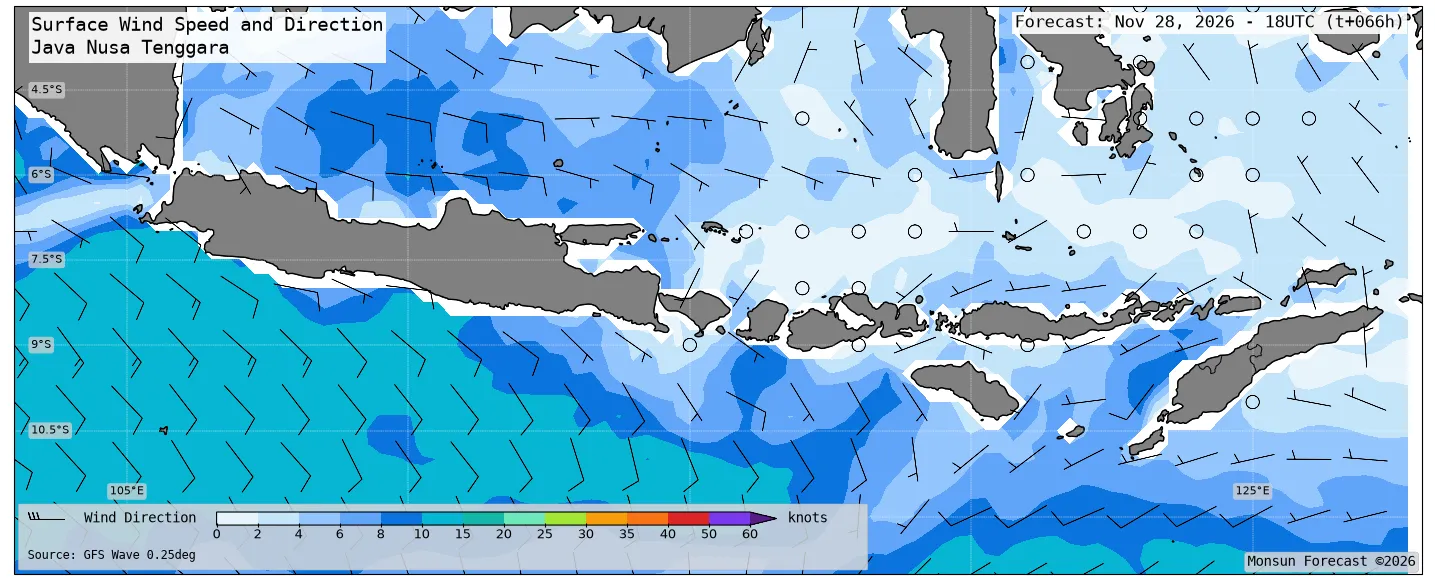 Surface Wind Speed and Direction
Java Nusa Tenggara
Forecast: Nov 28, 2026 - 18UTC (t+066h)
4.5°S
6°S
7.5°S
9°S
10.5°S
105°E
125°E
Wind Direction
0 2 4 6 8 10 15 20 25 30 35 40 50 60
knots
Source: GFS Wave 0.25deg
Monsun Forecast ©2026